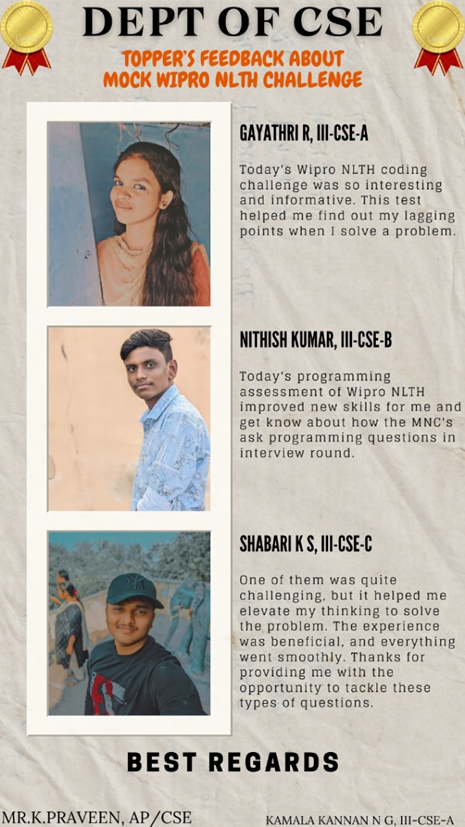 DEPT OF CSE
TOPPER'S FEEDBACK ABOUT
MOCK WIPRO NLTH CHALLENGE
GAYATHRI R, III-CSE-A
Today's Wipro NLTH coding
challenge was so interesting
and informative. This test
helped me find out my lagging
points when I solve a problem.
NITHISH KUMAR, III-CSE-B
Today's programming
assessment of Wipro NLTH
improved new skills for me and
get know about how the MNC's
ask programming questions in
interview round.
SHABARI K S, III-CSE-C
One of them was quite
challenging, but it helped me
elevate my thinking to solve
the problem. The experience
was beneficial, and everything
went smoothly. Thanks for
providing me with the
opportunity to tackle these
types of questions.
BEST REGARDS
MR.K.PRAVEEN, AP/CSE
KAMALA KANNAN N G, III-CSE-A